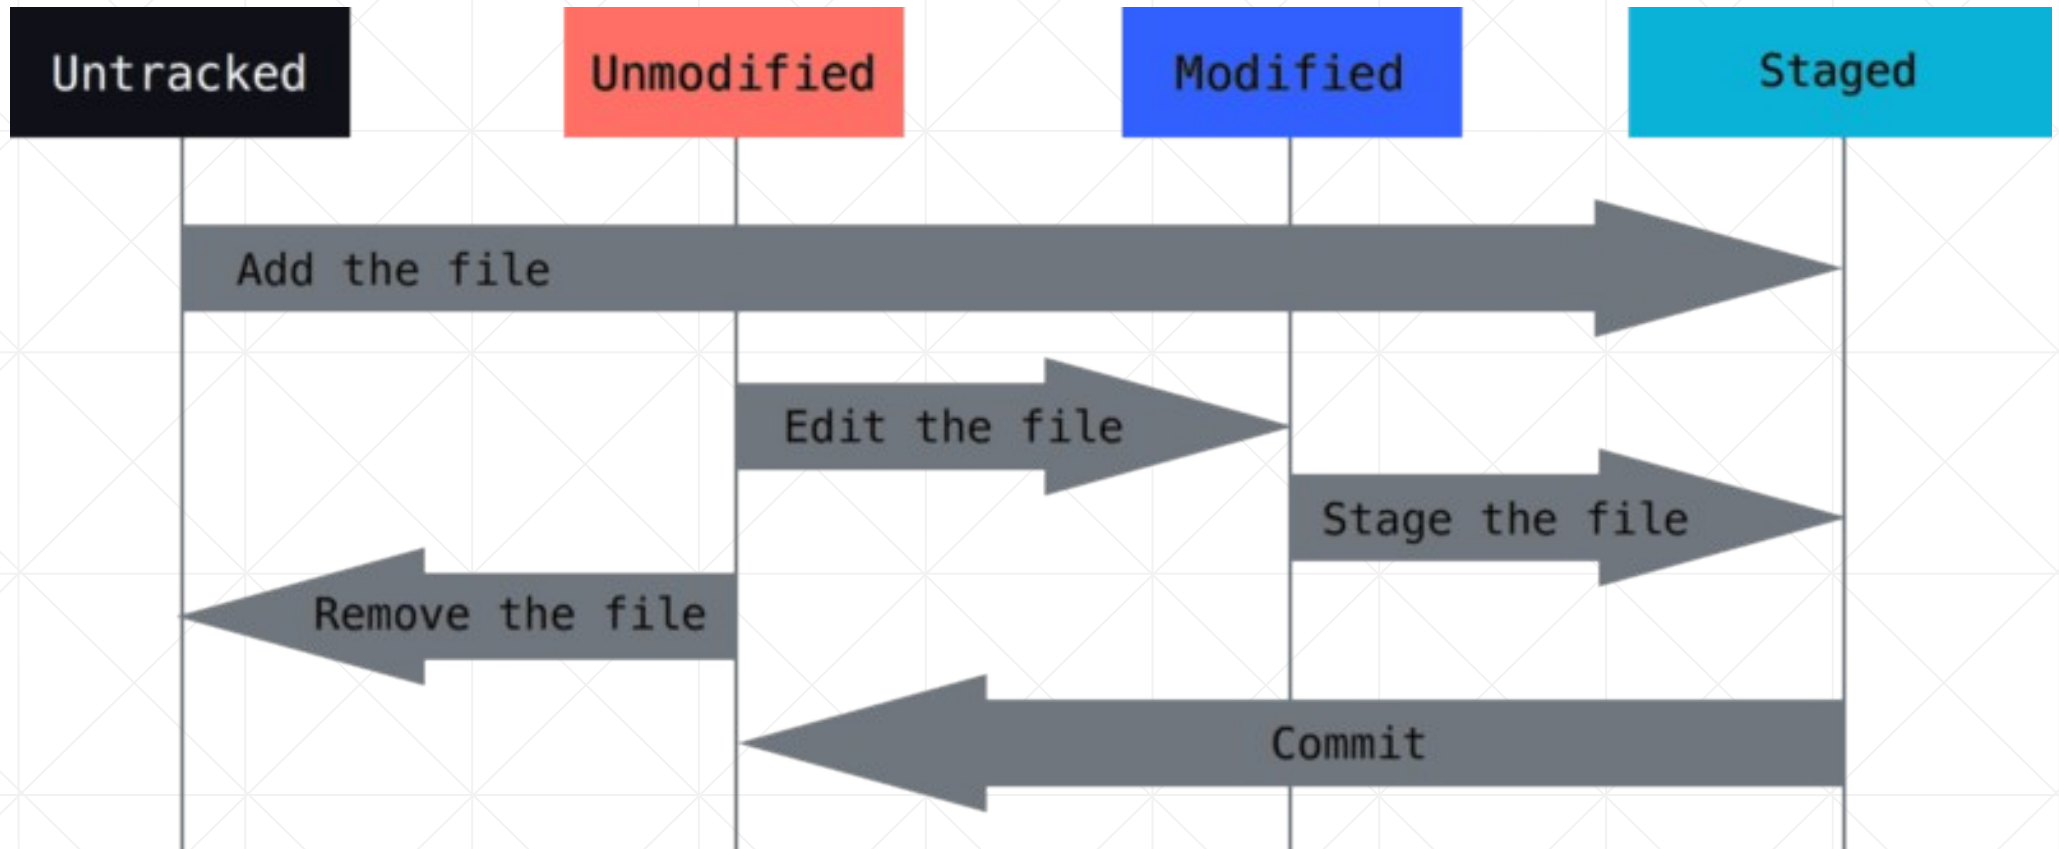 Untracked
Unmodified
Modified
Staged
Add the file
Edit the file
Stage the file
Remove the file
Commit